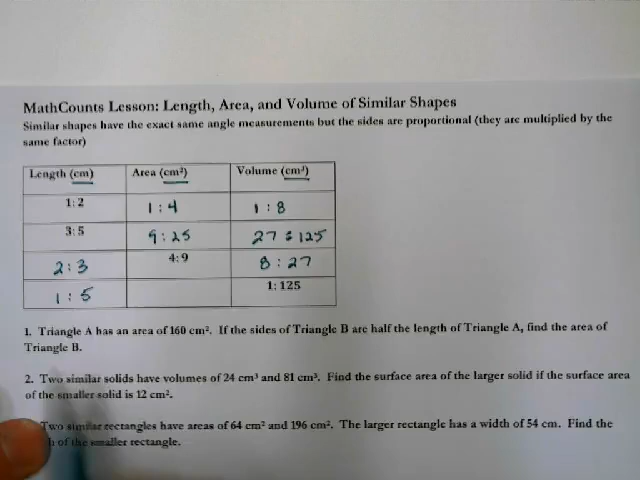 MathCounts Lesson: Length, Area, and Volume of Similar Shapes
Similar shapes have the exact same angle measurements but the sides are proportional (they are multiplied by the
same factor)
Length (cm) Area (cm²) Volume (cm³)
1:2 1:4 1:8
3:5 9:25 27:125
2:3 4:9 8:27
1:5 1:125
1. Triangle A has an area of 160 cm². If the sides of Triangle B are half the length of Triangle A, find the area of
Triangle B.
2. Two similar solids have volumes of 24 cm³ and 81 cm³. Find the surface area of the larger solid if the surface area
of the smaller solid is 12 cm².
Two similar rectangles have areas of 64 cm² and 196 cm². The larger rectangle has a width of 54 cm. Find the
of the smaller rectangle.